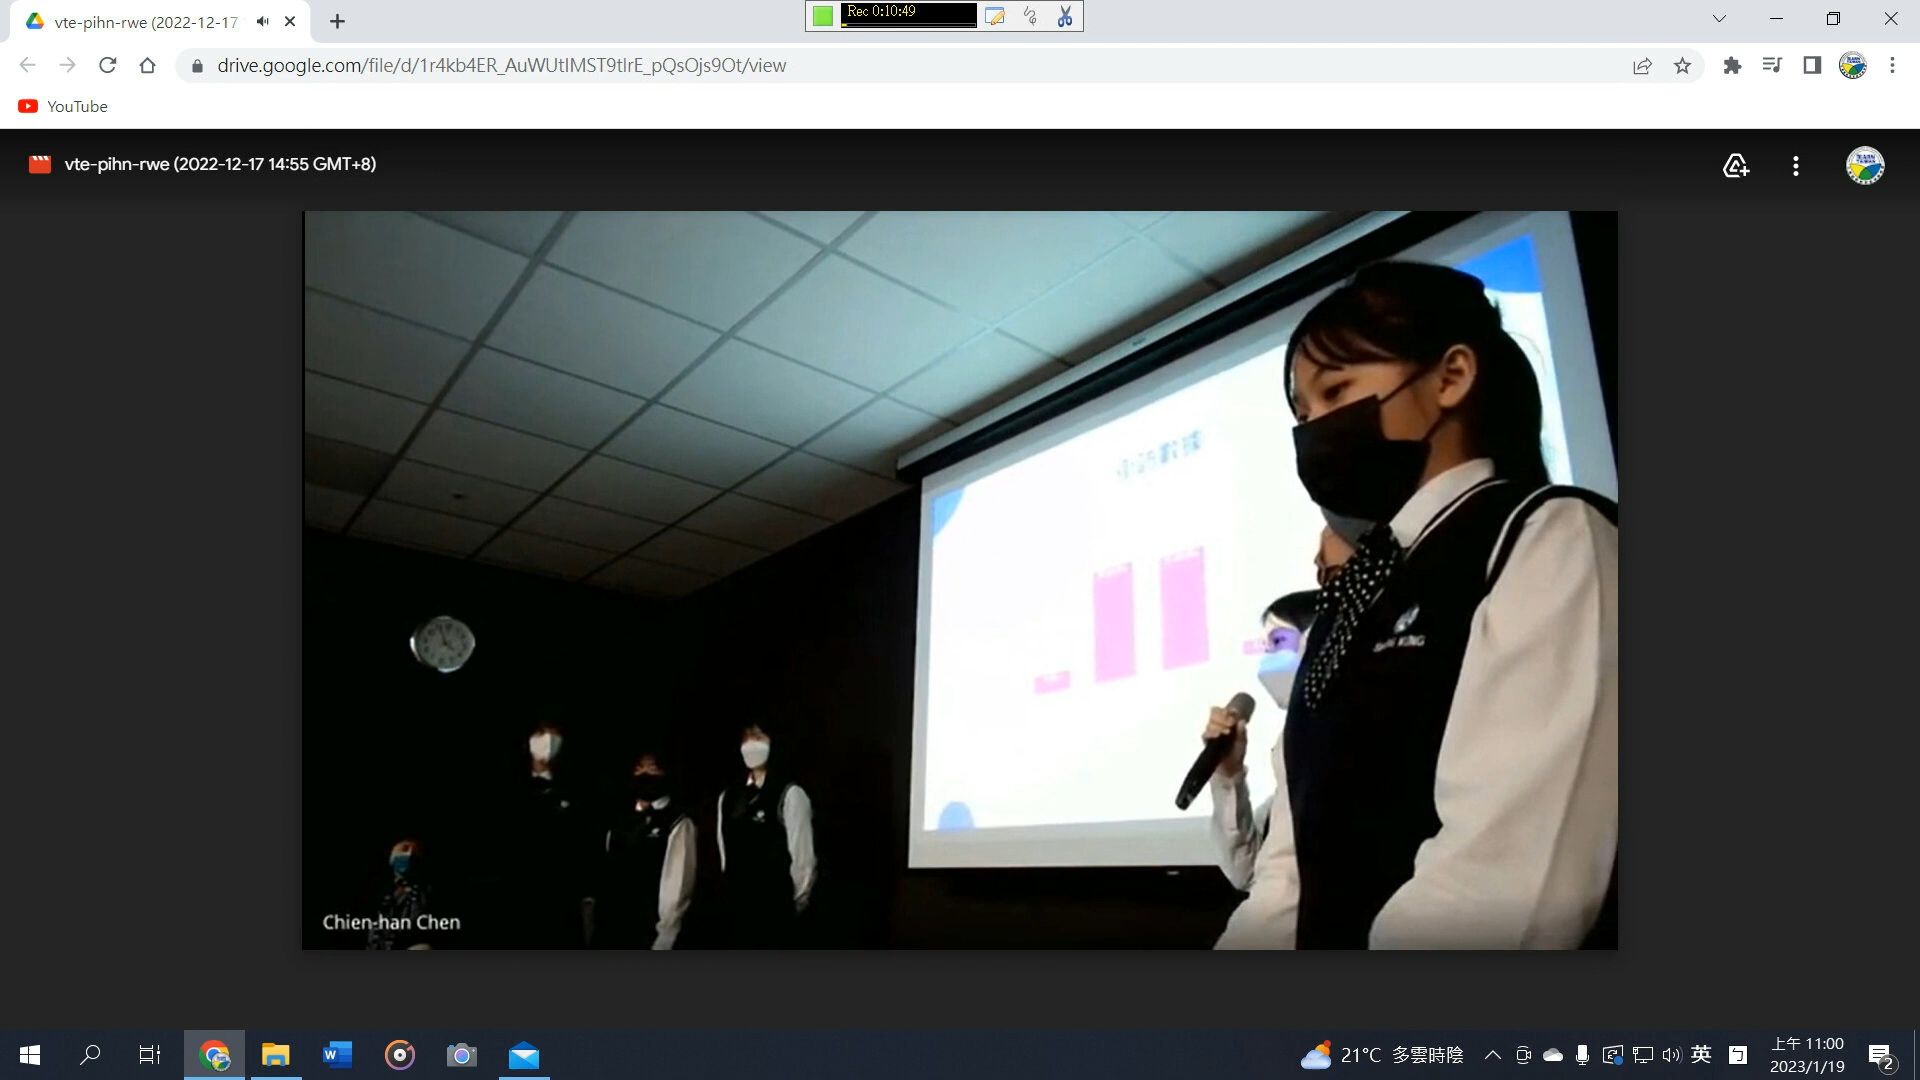 vte-pihn-rwe (2022-12-17
Rec 0:10:49
drive.google.com/file/d/1r4kb4ER_AuWUtIMST9tlrE_pQsOjs9Ot/view
YouTube
vte-pihn-rwe (2022-12-17 14:55 GMT+8)
Chien-han Chen
21°C 多雲時陰
英
上午 11:00
2023/1/19
2